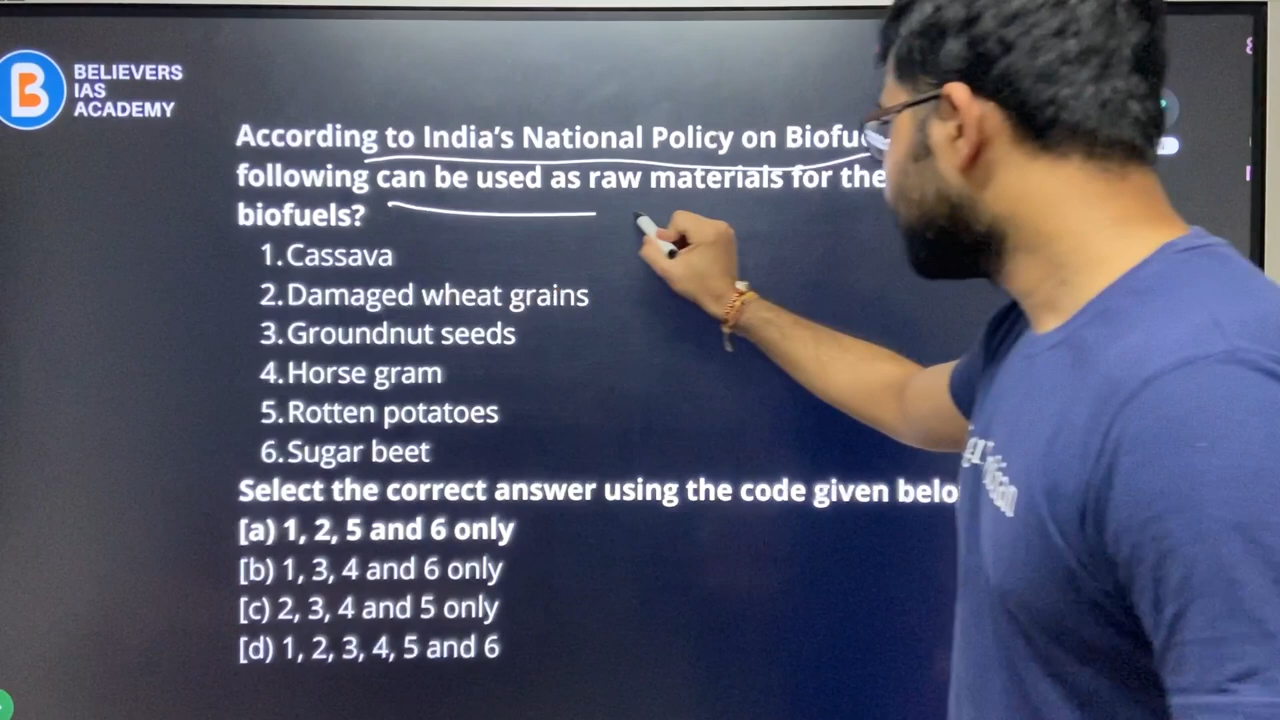 BELIEVERS
IAS
ACADEMY
According to India's National Policy on
following can be used as raw materials for the
biofuels?
1. Cassava
2. Damaged wheat grains
3. Groundnut seeds
4. Horse gram
5. Rotten potatoes
6. Sugar beet
Select the correct answer using the code given
[a) 1, 2, 5 and 6 only
[b) 1, 3, 4 and 6 only
[c) 2, 3, 4 and 5 only
[d) 1, 2, 3, 4, 5 and 6